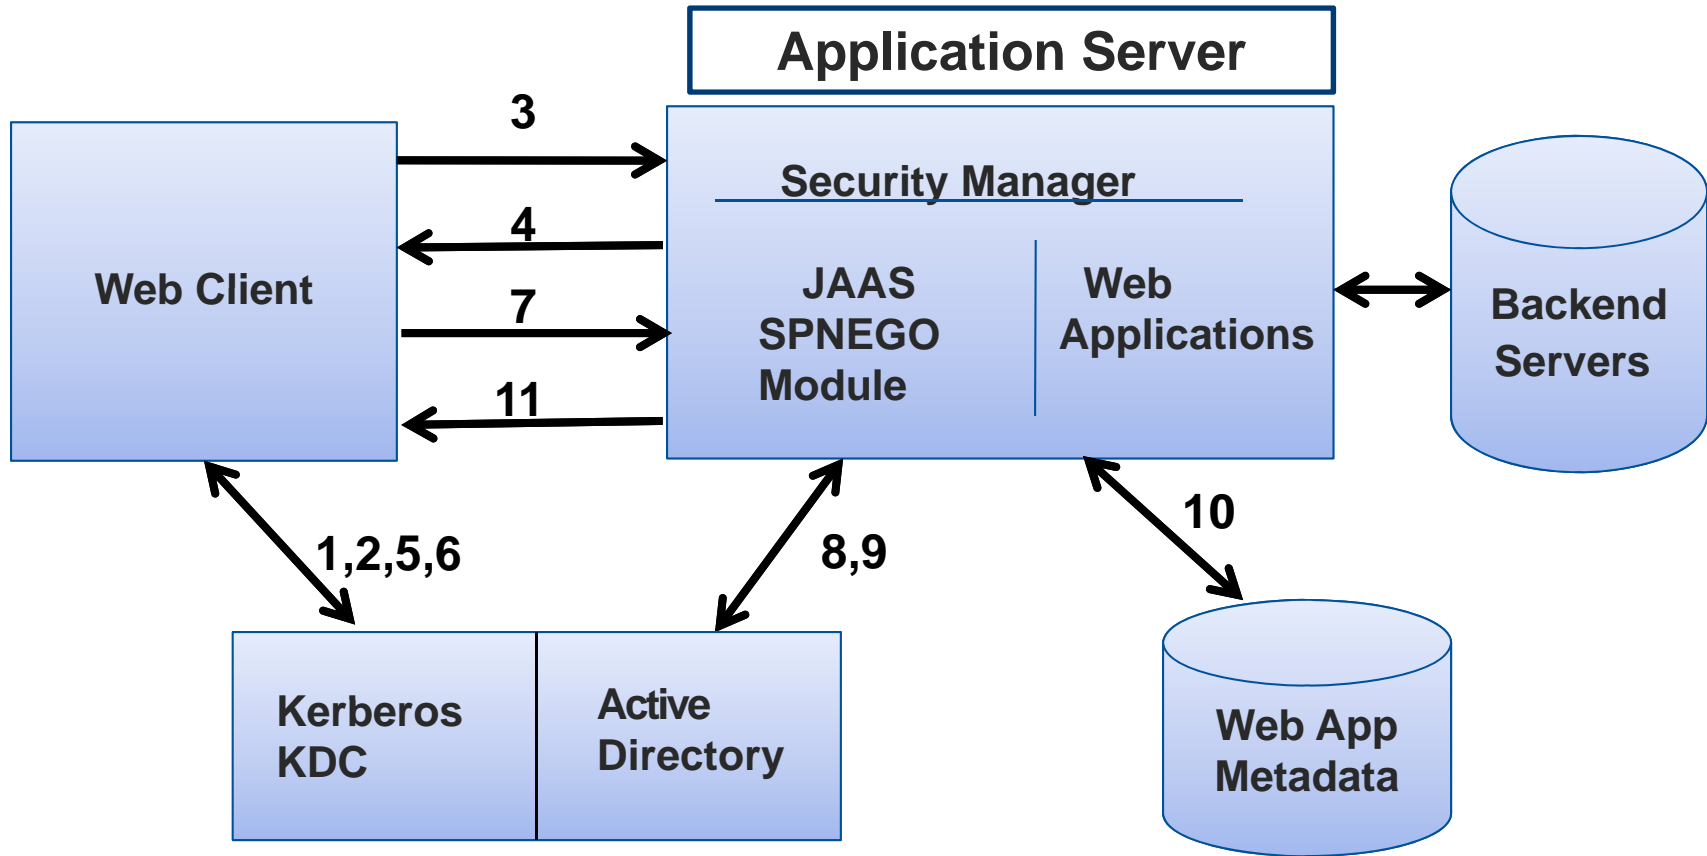 Application Server
3
Security Manager
4
Web Client
JAAS
SPNEGO
Module
Web
Applications
7
Backend
Servers
11
1,2,5,6
8,9
10
Kerberos
KDC
Active
Directory
Web App
Metadata